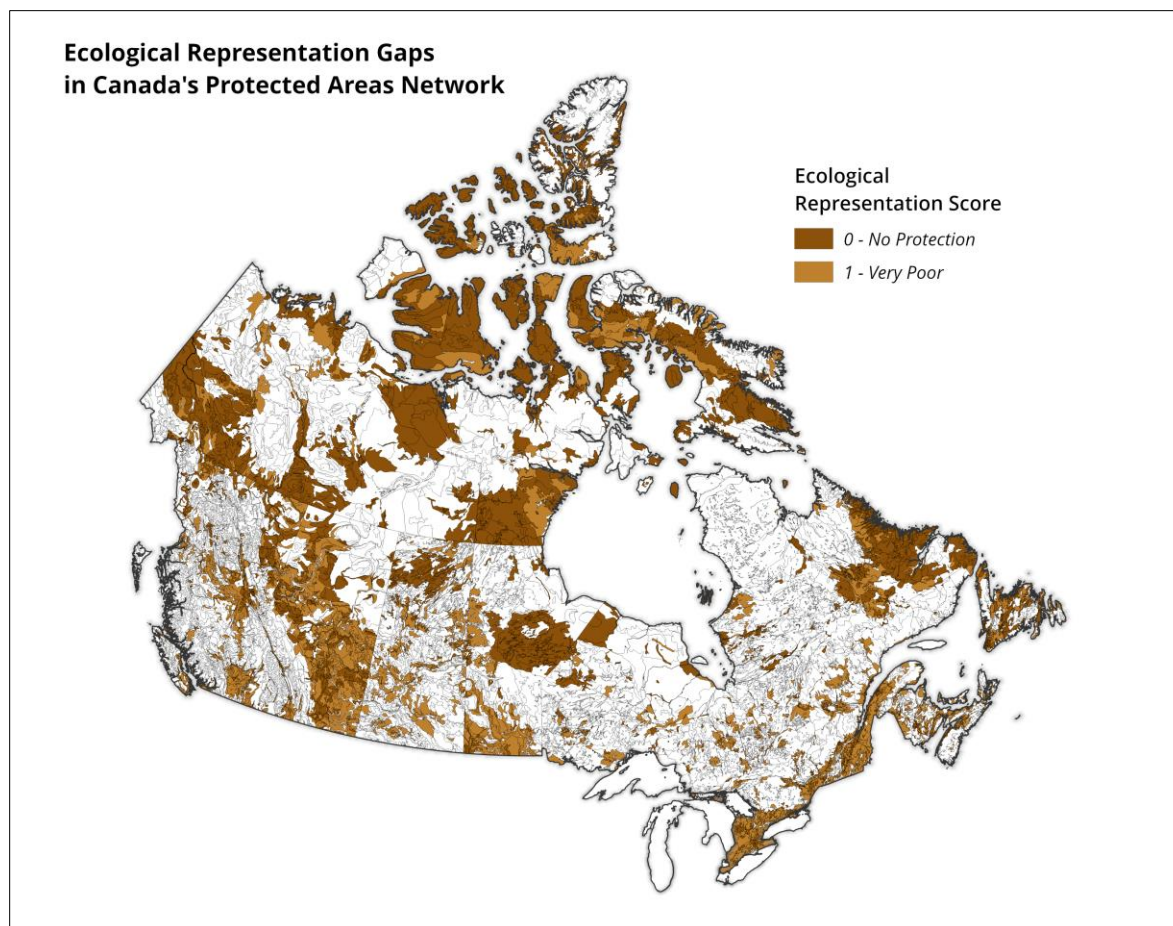 Ecological Representation Gaps
in Canada's Protected Areas Network
Ecological
Representation Score
0 - No Protection
1 - Very Poor